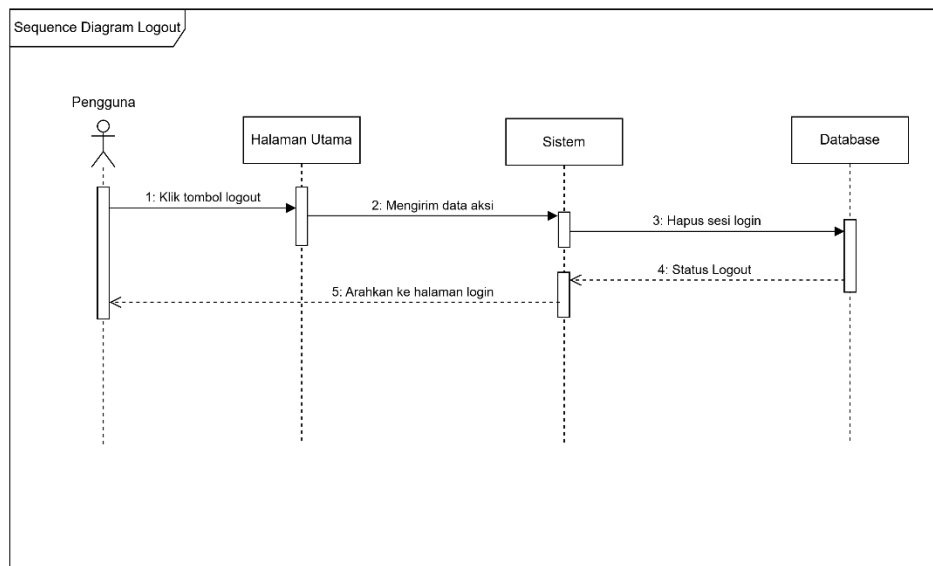 Sequence Diagram Logout
Pengguna
Halaman Utama
Sistem
Database
1: Klik tombol logout
2: Mengirim data aksi
3: Hapus sesi login
4: Status Logout
5: Arahkan ke halaman login